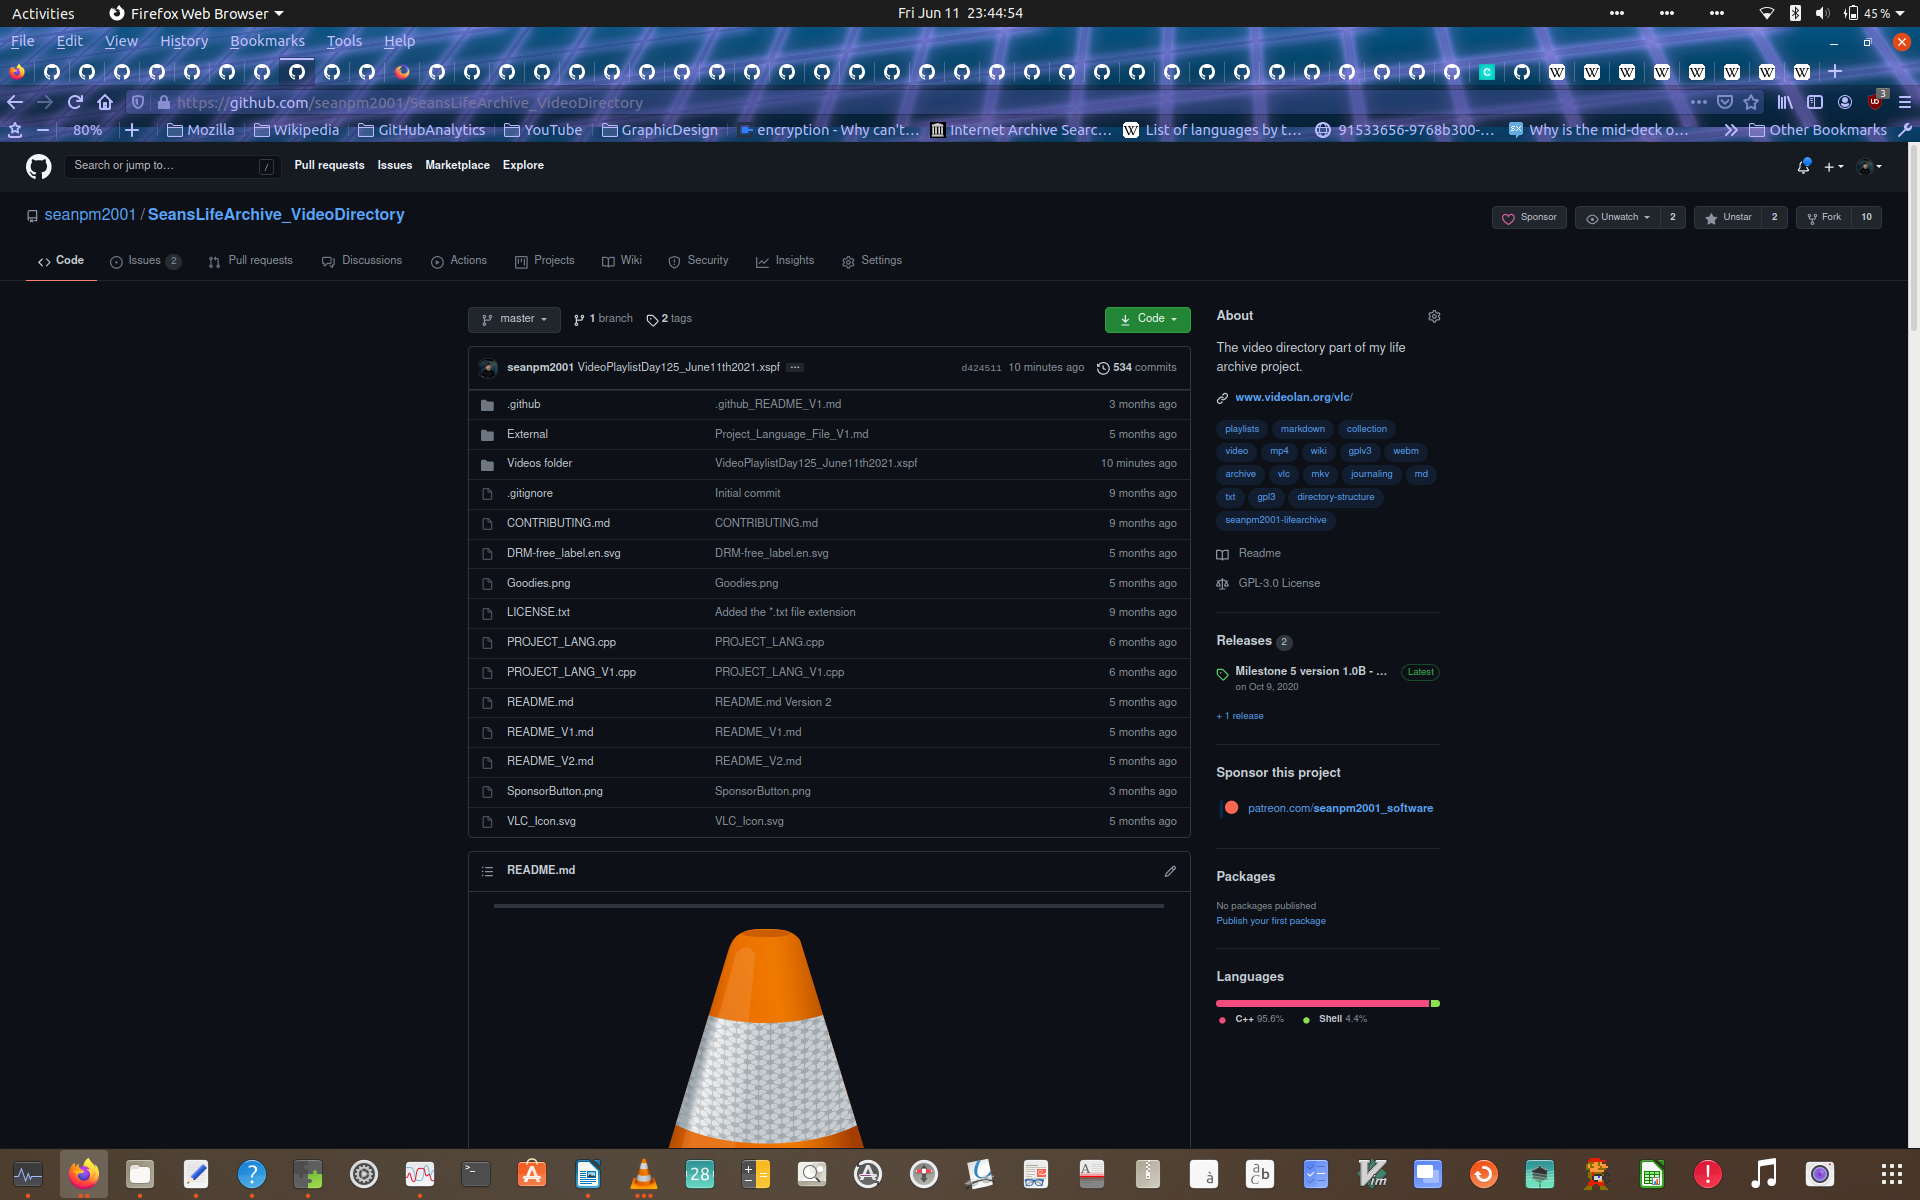 Activities Firefox Web Browser Fri Jun 11 23:44:54 45 %
File Edit View History Bookmarks Tools Help
https://github.com/seanpm2001/SeansLifeArchive_VideoDirectory 3
80% Mozilla Wikipedia GitHubAnalytics YouTube GraphicDesign encryption - Why can't… Internet Archive Searc… List of languages by t… 91533656-9768b300-… Why is the mid-deck o… Other Bookmarks
Search or jump to… / Pull requests Issues Marketplace Explore
seanpm2001 / SeansLifeArchive_VideoDirectory Sponsor Unwatch 2 Unstar 2 Fork 10
Code Issues 2 Pull requests Discussions Actions Projects Wiki Security Insights Settings
master 1 branch 2 tags Code
seanpm2001 VideoPlaylistDay125_June11th2021.xspf ... d424511 10 minutes ago 534 commits
.github .github_README_V1.md 3 months ago
External Project_Language_File_V1.md 5 months ago
Videos folder VideoPlaylistDay125_June11th2021.xspf 10 minutes ago
.gitignore Initial commit 9 months ago
CONTRIBUTING.md CONTRIBUTING.md 9 months ago
DRM-free_label.en.svg DRM-free_label.en.svg 5 months ago
Goodies.png Goodies.png 5 months ago
LICENSE.txt Added the *.txt file extension 9 months ago
PROJECT_LANG.cpp PROJECT_LANG.cpp 6 months ago
PROJECT_LANG_V1.cpp PROJECT_LANG_V1.cpp 6 months ago
README.md README.md Version 2 5 months ago
README_V1.md README_V1.md 5 months ago
README_V2.md README_V2.md 5 months ago
SponsorButton.png SponsorButton.png 3 months ago
VLC_Icon.svg VLC_Icon.svg 5 months ago
README.md
About
The video directory part of my life
archive project.
www.videolan.org/vlc/
playlists markdown collection
video mp4 wiki gplv3 webm
archive vlc mkv journaling md
txt gpl3 directory-structure
seanpm2001-lifearchive
Readme
GPL-3.0 License
Releases 2
Milestone 5 version 1.0B - ... Latest
on Oct 9, 2020
+ 1 release
Sponsor this project
patreon.com/seanpm2001_software
Packages
No packages published
Publish your first package
Languages
C++ 95.6% Shell 4.4%
28